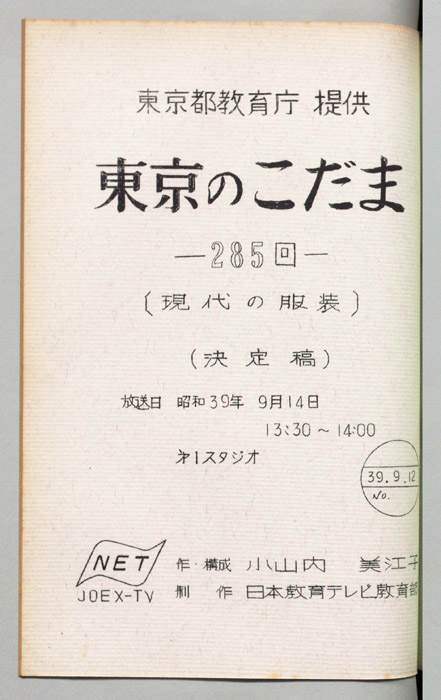 東京都教育庁 提供
東京のこだま
—285回—
〔現代の服装〕
(決定稿)
放送日 昭和39年 9月14日
13:30～14:00
第1スタジオ
39.9.12
No.
NET
JOEX-TV
作・構成 小山内 美江子
制 作 日本教育テレビ教育部